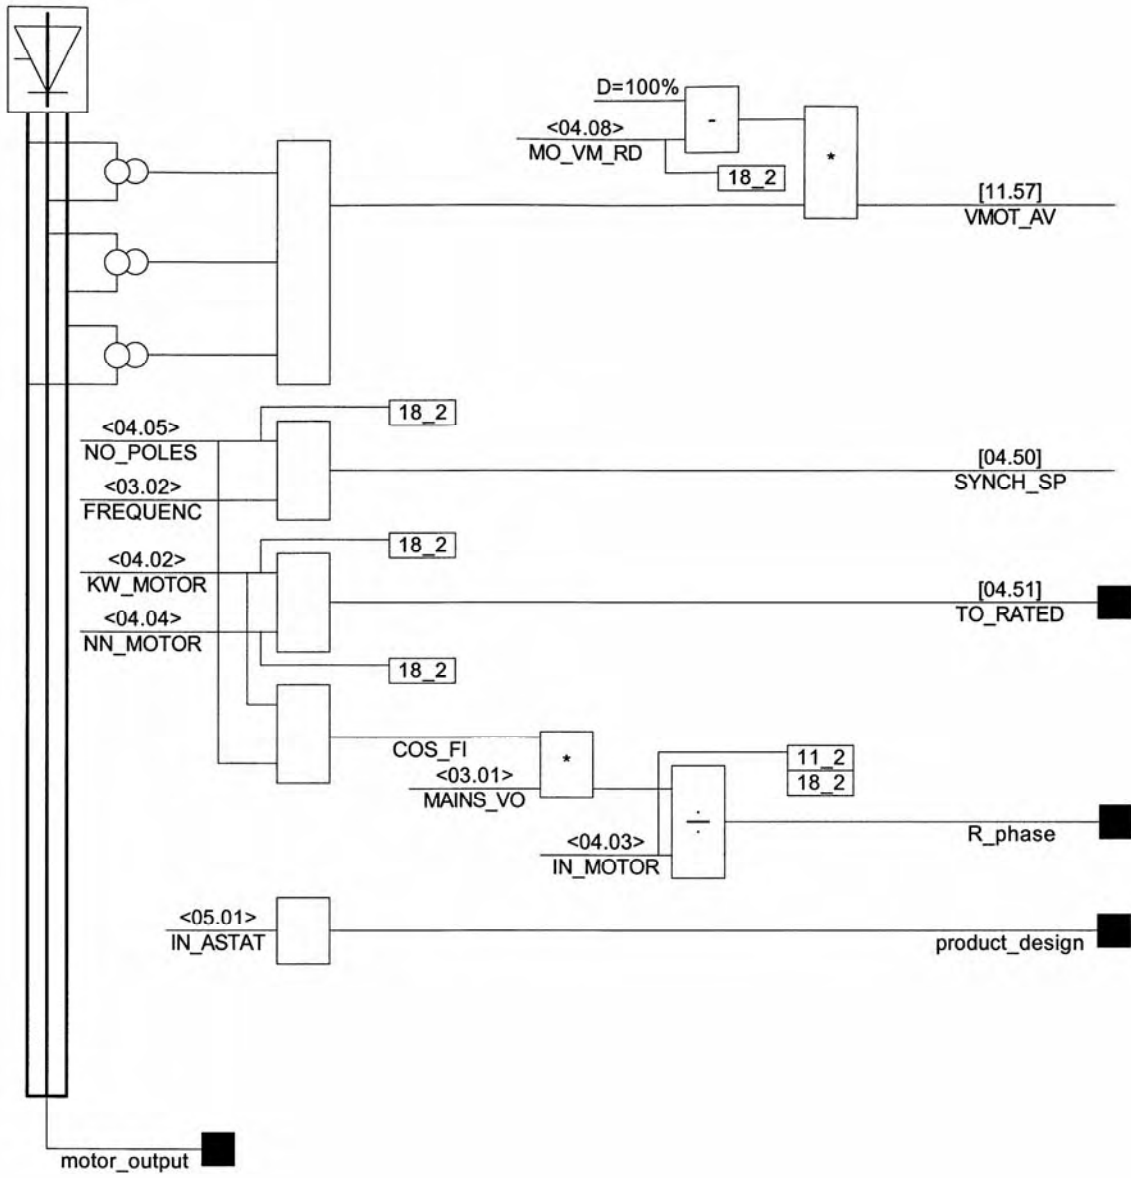 D=100%
-
<04.08>
MO_VM_RD
18_2
*
[11.57]
VMOT_AV
18_2
<04.05>
NO_POLES
<03.02>
FREQUENC
[04.50]
SYNCH_SP
18_2
<04.02>
KW_MOTOR
<04.04>
NN_MOTOR
[04.51]
TO_RATED
18_2
COS_FI
*
<03.01>
MAINS_VO
11_2
18_2
÷
<04.03>
IN_MOTOR
R_phase
<05.01>
IN_ASTAT
product_design
motor_output